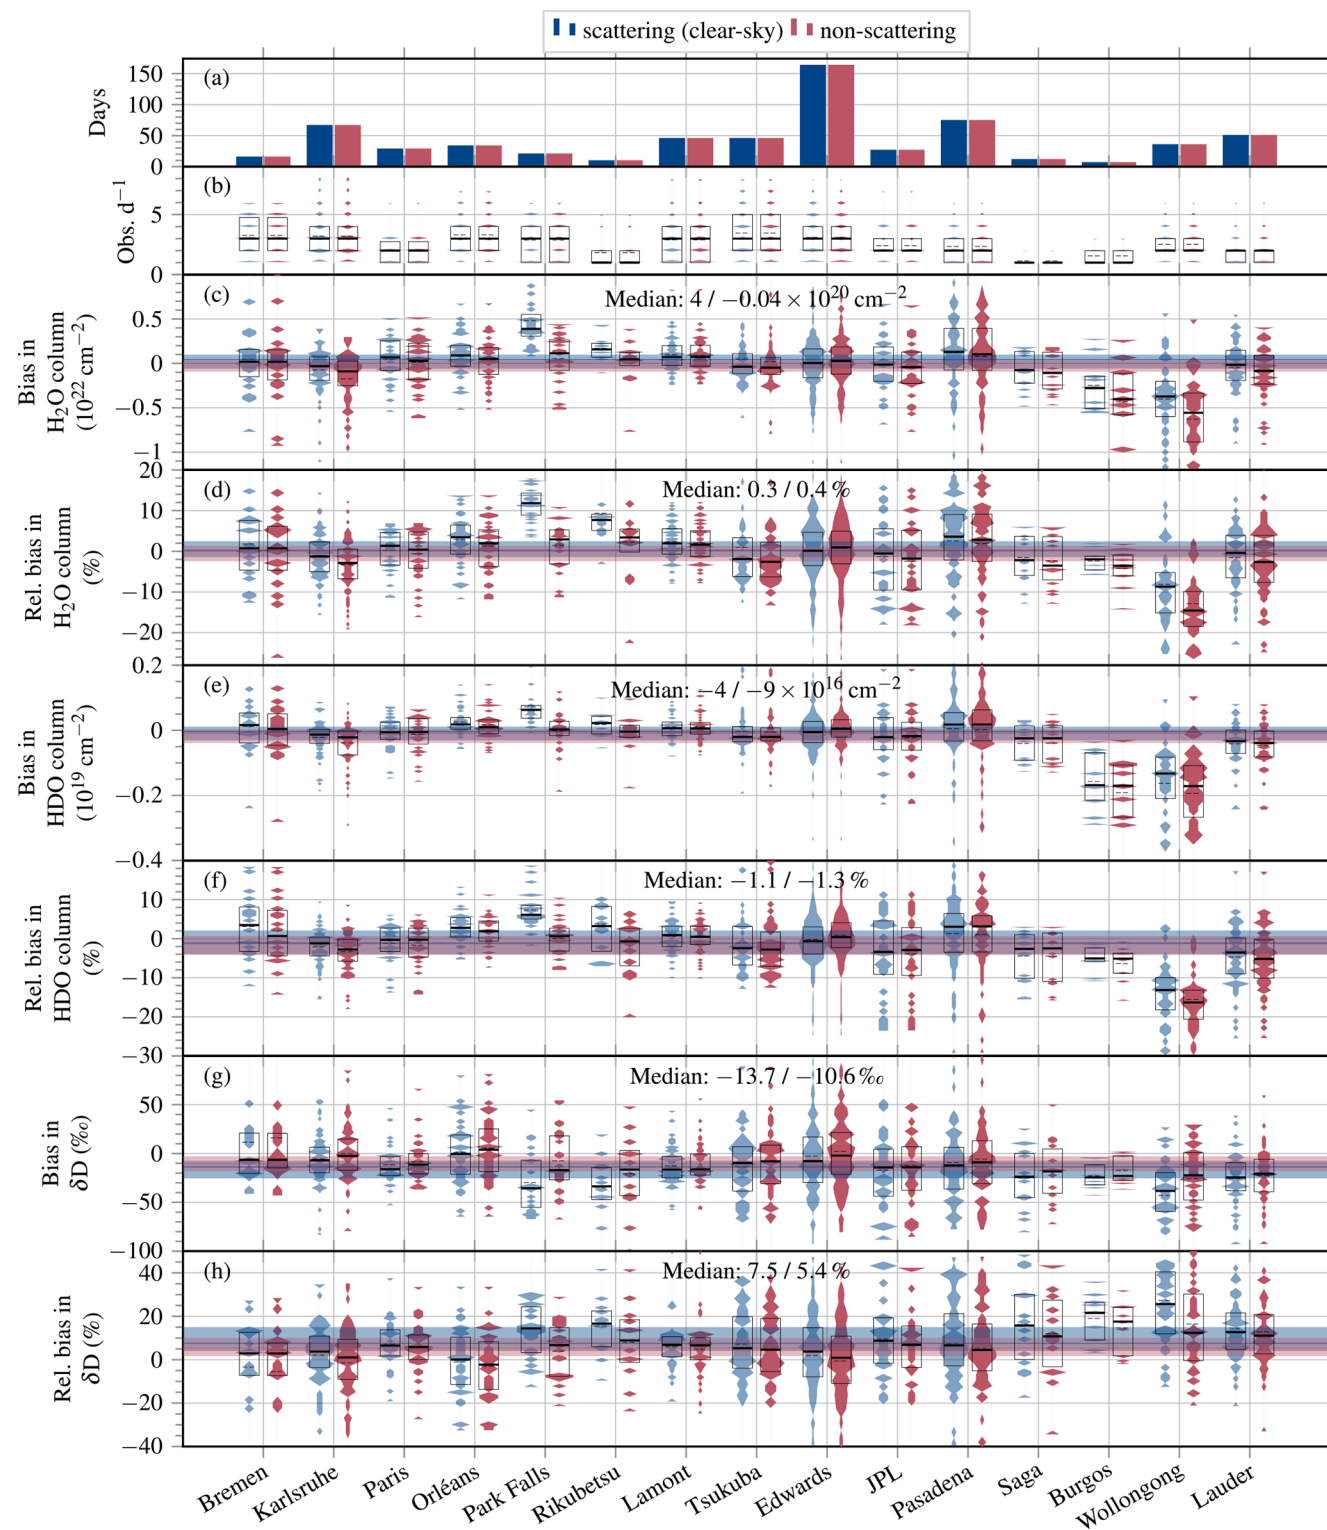 scattering (clear-sky) non-scattering
(a)
Days
150
100
50
0
(b)
Obs. d⁻¹
5
0
(c)
Median: 4 / −0.04 × 10²⁰ cm⁻²
Bias in
H₂O column
(10²² cm⁻²)
0.5
0
−0.5
−1
(d)
Median: 0.3 / 0.4 %
Rel. bias in
H₂O column
(%)
20
10
0
−10
−20
(e)
Median: −4 / −9 × 10¹⁶ cm⁻²
Bias in
HDO column
(10¹⁹ cm⁻²)
0.2
0
−0.2
−0.4
(f)
Median: −1.1 / −1.3 %
Rel. bias in
HDO column
(%)
10
0
−10
−20
−30
(g)
Median: −13.7 / −10.6 ‰
Bias in
δD (‰)
50
0
−50
−100
(h)
Median: 7.5 / 5.4 %
Rel. bias in
δD (%)
40
20
0
−20
−40
Bremen
Karlsruhe
Paris
Orléans
Park Falls
Rikubetsu
Lamont
Tsukuba
Edwards
JPL
Pasadena
Saga
Burgos
Wollongong
Lauder